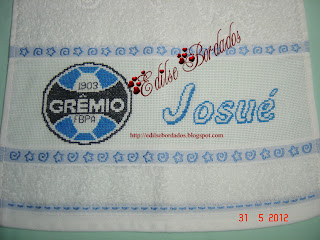 Edilse Bordados
1903
GRÊMIO
FBPA
Josué
http://edilsebordados.blogspot.com
31 5 2012